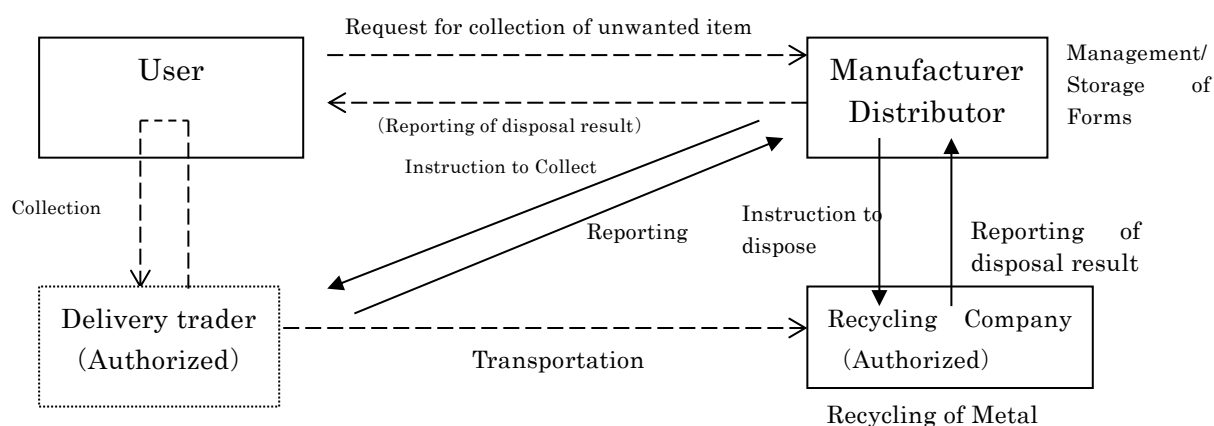 Request for collection of unwanted item
User
Manufacturer
Distributor
Management/
Storage of
Forms
(Reporting of disposal result)
Instruction to Collect
Collection
Reporting
Instruction to
dispose
Reporting of
disposal result
Delivery trader
(Authorized)
Transportation
Recycling Company
(Authorized)
Recycling of Metal